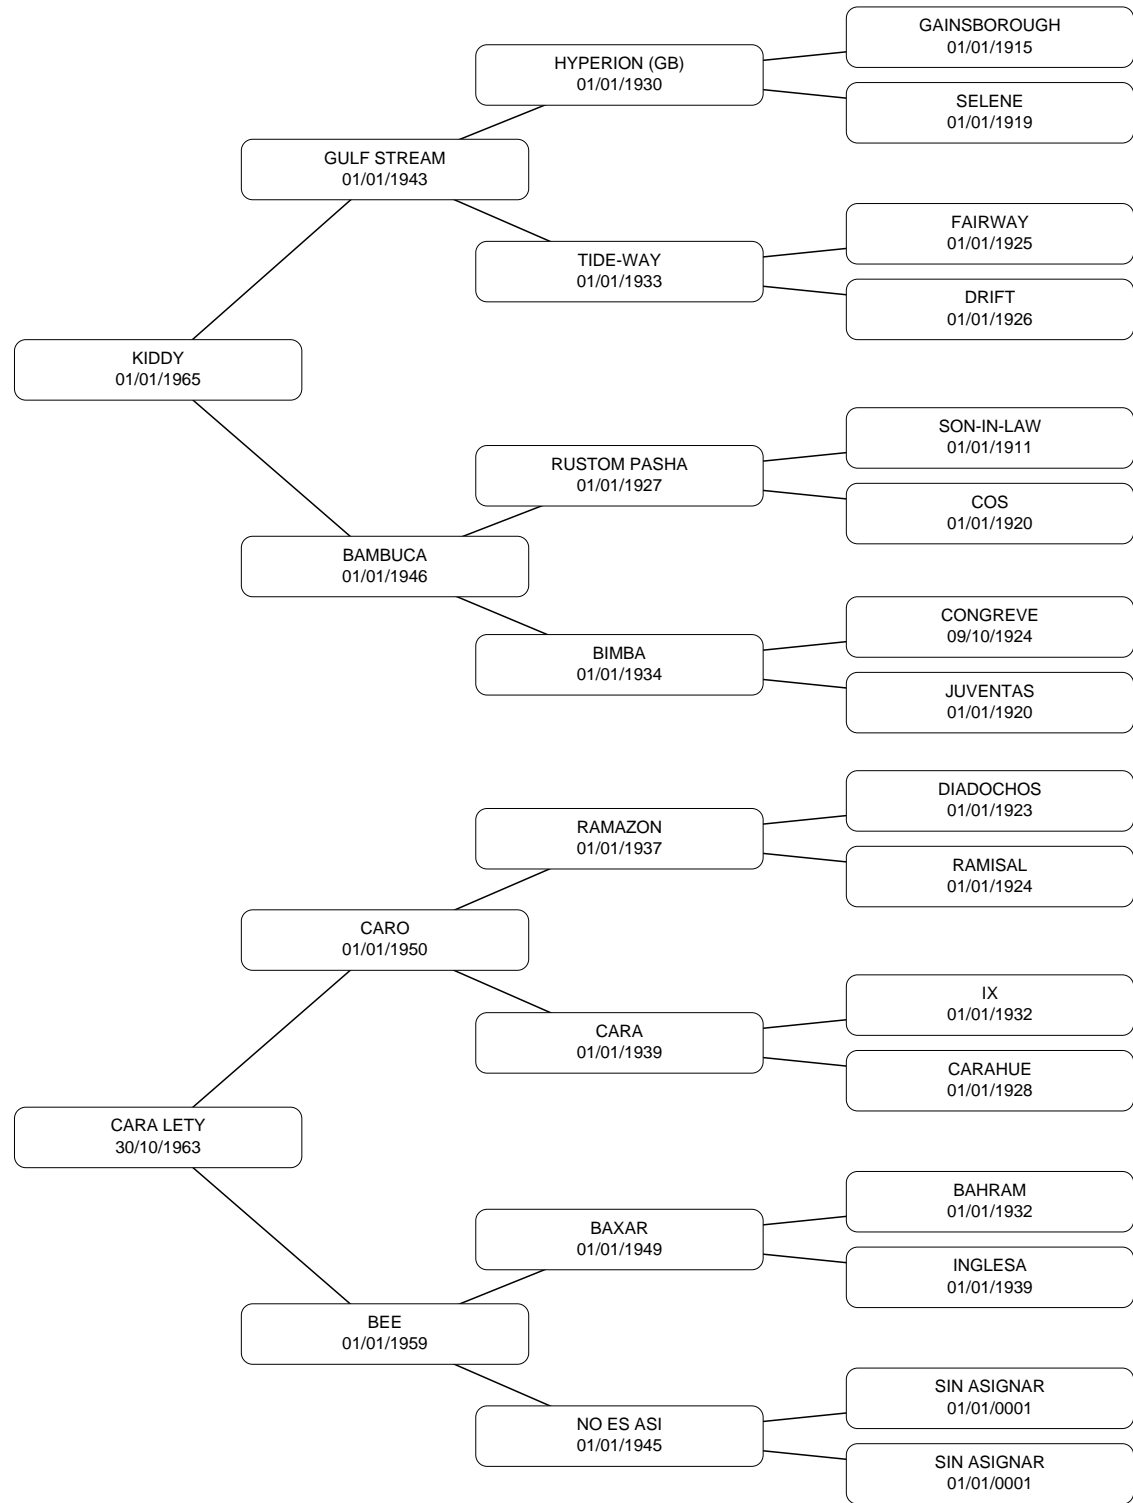 GAINSBOROUGH
01/01/1915
HYPERION (GB)
01/01/1930
SELENE
01/01/1919
GULF STREAM
01/01/1943
FAIRWAY
01/01/1925
TIDE-WAY
01/01/1933
DRIFT
01/01/1926
KIDDY
01/01/1965
SON-IN-LAW
01/01/1911
RUSTOM PASHA
01/01/1927
COS
01/01/1920
BAMBUCA
01/01/1946
CONGREVE
09/10/1924
BIMBA
01/01/1934
JUVENTAS
01/01/1920
DIADOCHOS
01/01/1923
RAMAZON
01/01/1937
RAMISAL
01/01/1924
CARO
01/01/1950
IX
01/01/1932
CARA
01/01/1939
CARAHUE
01/01/1928
CARA LETY
30/10/1963
BAHRAM
01/01/1932
BAXAR
01/01/1949
INGLESA
01/01/1939
BEE
01/01/1959
SIN ASIGNAR
01/01/0001
NO ES ASI
01/01/1945
SIN ASIGNAR
01/01/0001